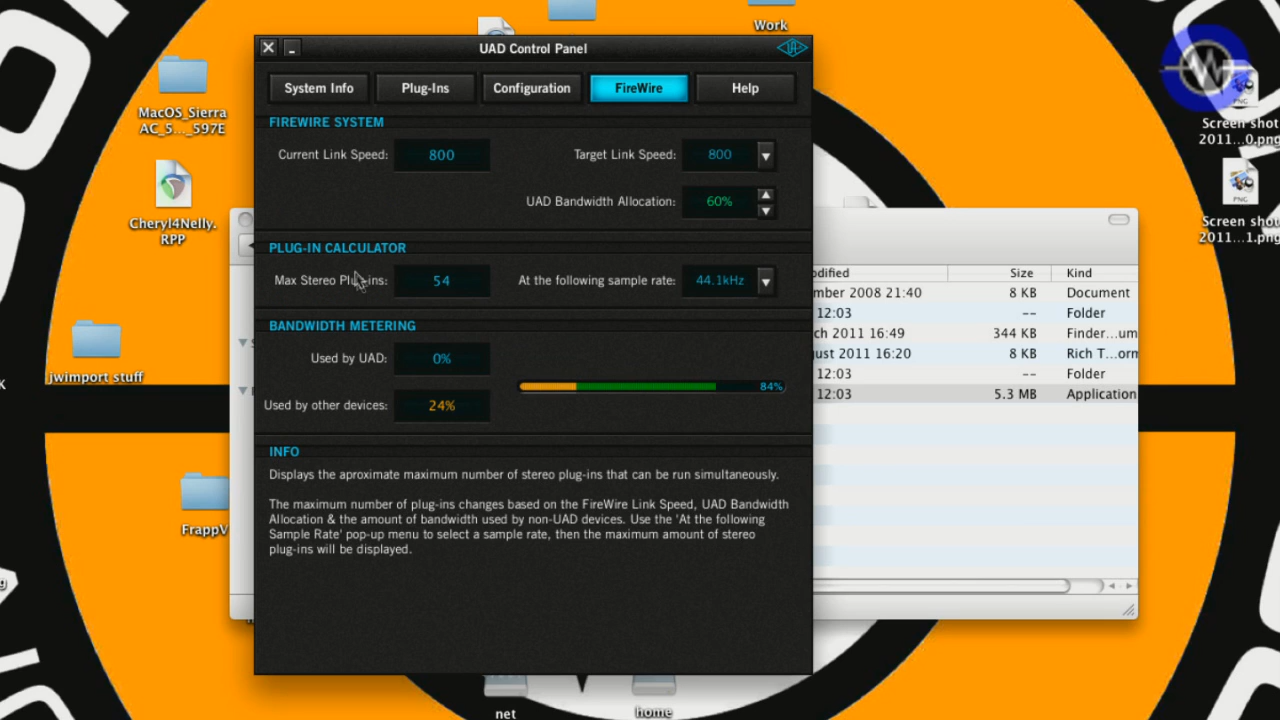 Work
UAD Control Panel
System Info
Plug-Ins
Configuration
FireWire
Help
FIREWIRE SYSTEM
Current Link Speed:
800
Target Link Speed:
800
UAD Bandwidth Allocation:
60%
PLUG-IN CALCULATOR
Max Stereo Plug-ins:
54
At the following sample rate:
44.1kHz
BANDWIDTH METERING
Used by UAD:
0%
Used by other devices:
24%
84%
INFO
Displays the aproximate maximum number of stereo plug-ins that can be run simultaneously.
The maximum number of plug-ins changes based on the FireWire Link Speed, UAD Bandwidth
Allocation & the amount of bandwidth used by non-UAD devices. Use the 'At the following
Sample Rate' pop-up menu to select a sample rate, then the maximum amount of stereo
plug-ins will be displayed.
MacOS_Sierra
AC_5..._597E
Cheryl4Nelly.
RPP
jwimport stuff
FrappV
odified
Size
Kind
mber 2008 21:40
8 KB
Document
12:03
--
Folder
ch 2011 16:49
344 KB
Finder...um
ust 2011 16:20
8 KB
Rich T...orm
12:03
--
Folder
12:03
5.3 MB
Application
PNG
Screen shot
2011...0.png
PNG
Screen shot
2011...1.png
net
home